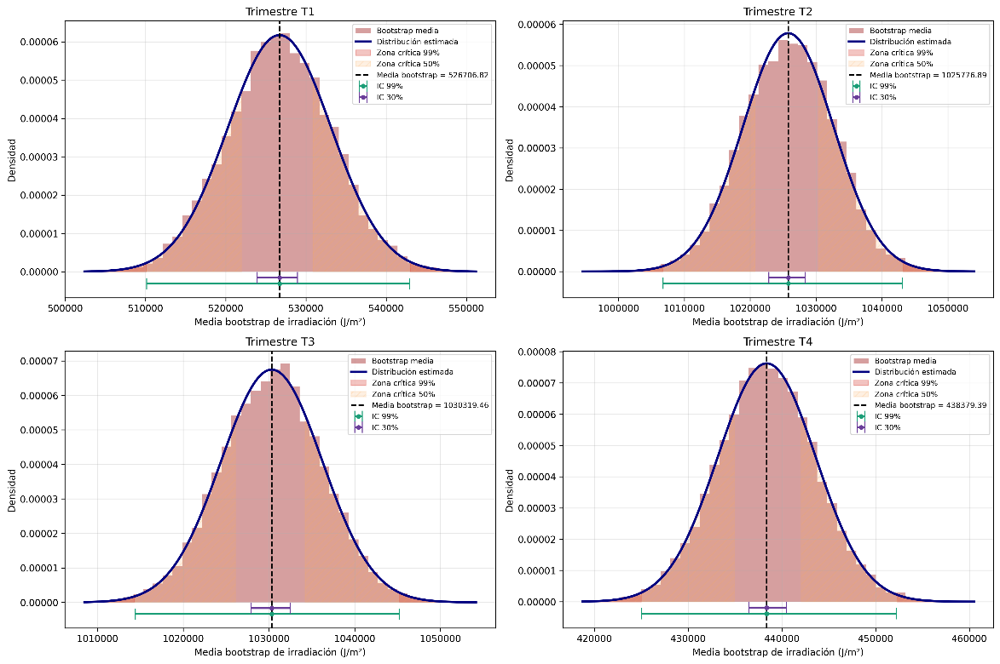 Trimestre T1
Densidad
0.00006
0.00005
0.00004
0.00003
0.00002
0.00001
0.00000
Bootstrap media
Distribución estimada
Zona crítica 99%
Zona crítica 50%
Media bootstrap = 526706.82
IC 99%
IC 30%
500000 510000 520000 530000 540000 550000
Media bootstrap de irradiación (J/m²)
Trimestre T2
Densidad
0.00006
0.00005
0.00004
0.00003
0.00002
0.00001
0.00000
Bootstrap media
Distribución estimada
Zona crítica 99%
Zona crítica 50%
Media bootstrap = 1025776.89
IC 99%
IC 30%
1000000 1010000 1020000 1030000 1040000 1050000
Media bootstrap de irradiación (J/m²)
Trimestre T3
Densidad
0.00007
0.00006
0.00005
0.00004
0.00003
0.00002
0.00001
0.00000
Bootstrap media
Distribución estimada
Zona crítica 99%
Zona crítica 50%
Media bootstrap = 1030319.46
IC 99%
IC 30%
1010000 1020000 1030000 1040000 1050000
Media bootstrap de irradiación (J/m²)
Trimestre T4
Densidad
0.00008
0.00007
0.00006
0.00005
0.00004
0.00003
0.00002
0.00001
0.00000
Bootstrap media
Distribución estimada
Zona crítica 99%
Zona crítica 50%
Media bootstrap = 438379.39
IC 99%
IC 30%
420000 430000 440000 450000 460000
Media bootstrap de irradiación (J/m²)